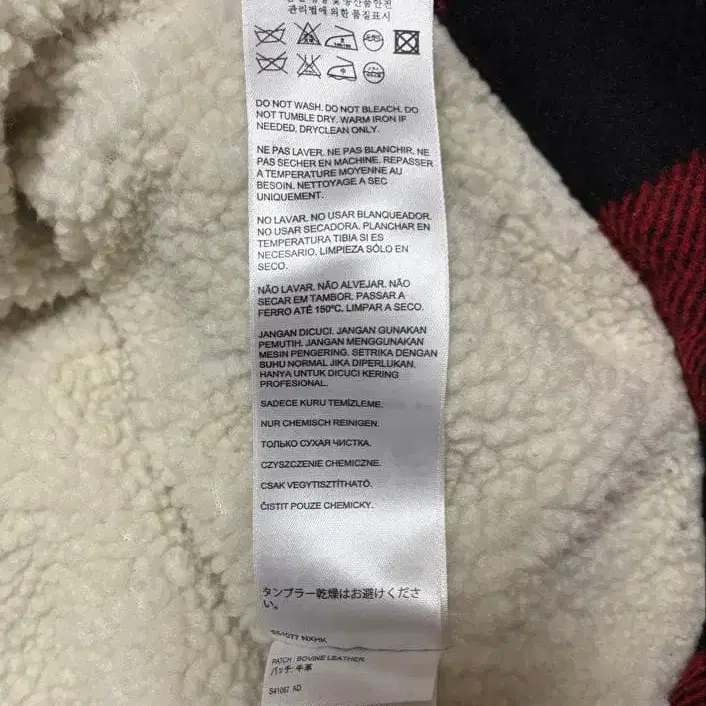 관리법에 의한 품질표시
DO NOT WASH. DO NOT BLEACH. DO
NOT TUMBLE DRY. WARM IRON IF
NEEDED. DRYCLEAN ONLY.
NE PAS LAVER. NE PAS BLANCHIR. NE
PAS SECHER EN MACHINE. REPASSER
A TEMPERATURE MOYENNE AU
BESOIN. NETTOYAGE A SEC
UNIQUEMENT.
NO LAVAR. NO USAR BLANQUEADOR.
NO USAR SECADORA. PLANCHAR EN
TEMPERATURA TIBIA SI ES
NECESARIO. LIMPIEZA SÓLO EN
SECO.
NÃO LAVAR. NÃO ALVEJAR. NÃO
SECAR EM TAMBOR. PASSAR A
FERRO ATÉ 150ºC. LIMPAR A SECO.
JANGAN DICUCI. JANGAN GUNAKAN
PEMUTIH. JANGAN MENGGUNAKAN
MESIN PENGERING. SETRIKA DENGAN
SUHU NORMAL JIKA DIPERLUKAN.
HANYA UNTUK DICUCI KERING
PROFESIONAL.
SADECE KURU TEMİZLEME.
NUR CHEMISCH REINIGEN.
ТОЛЬКО СУХАЯ ЧИСТКА.
CZYSZCZENIE CHEMICZNE.
CSAK VEGYTISZTÍTHATÓ.
ČISTIT POUZE CHEMICKY.
タンブラー乾燥はお避けくださ
い。
NXHK
PATCH : BOVINE LEATHER
パッチ: 牛革
S41067 AD